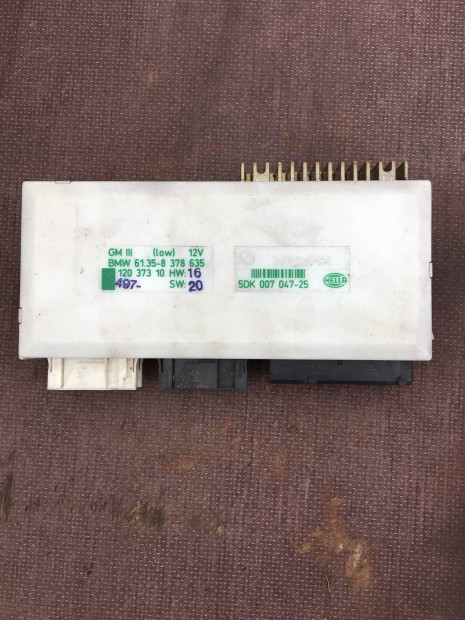 GM III (low) 12V
BMW 61.35-8 378 635
120 373 10 HW: 16
497- SW: 20
5DK 007 047-25
HELLA